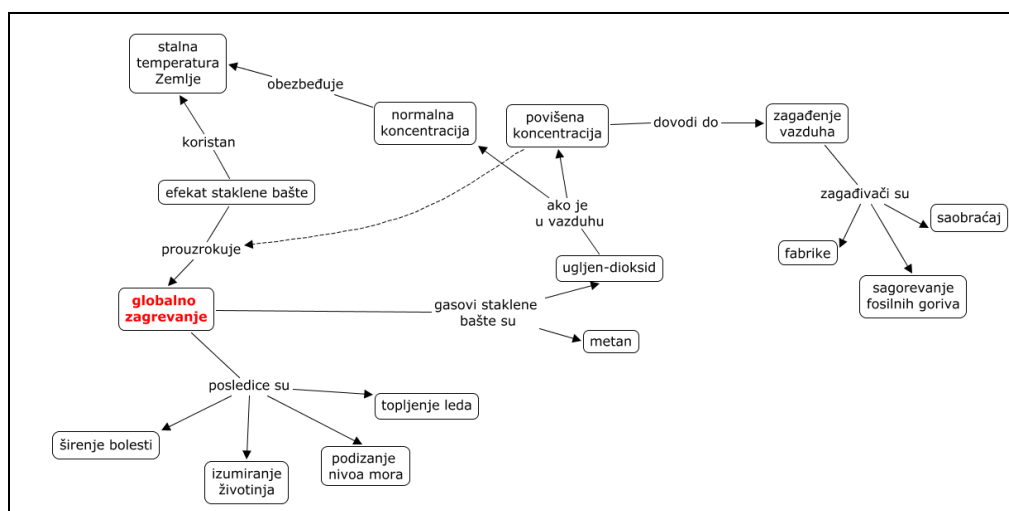 stalna
temperatura
Zemlje
obezbeđuje
normalna
koncentracija
povišena
koncentracija
dovodi do
zagađenje
vazduha
koristan
efekat staklene bašte
zagađivači su
saobraćaj
ako je
u vazduhu
prouzrokuje
fabrike
ugljen-dioksid
sagorevanje
fosilnih goriva
globalno
zagrevanje
gasovi staklene
bašte su
metan
posledice su
topljenje leda
širenje bolesti
podizanje
nivoa mora
izumiranje
životinja